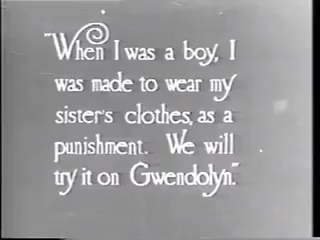 "When I was a boy, I
was made to wear my
sister's clothes, as a
punishment. We will
try it on Gwendolyn."